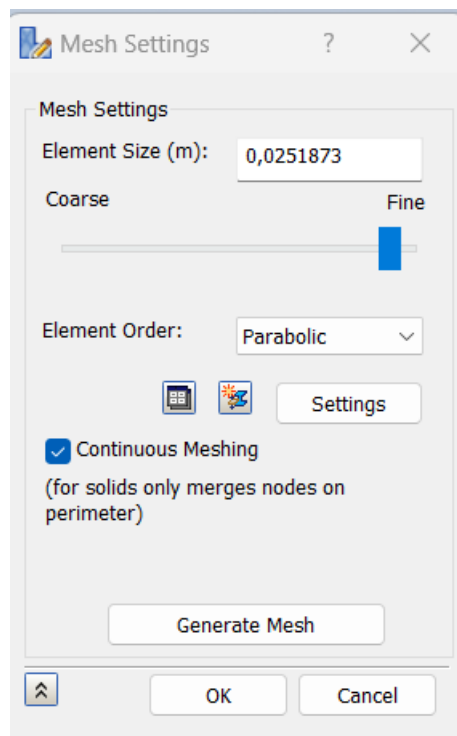 Mesh Settings ? ×
Mesh Settings
Element Size (m): 0,0251873
Coarse Fine
Element Order: Parabolic
Settings
Continuous Meshing
(for solids only merges nodes on
perimeter)
Generate Mesh
OK Cancel